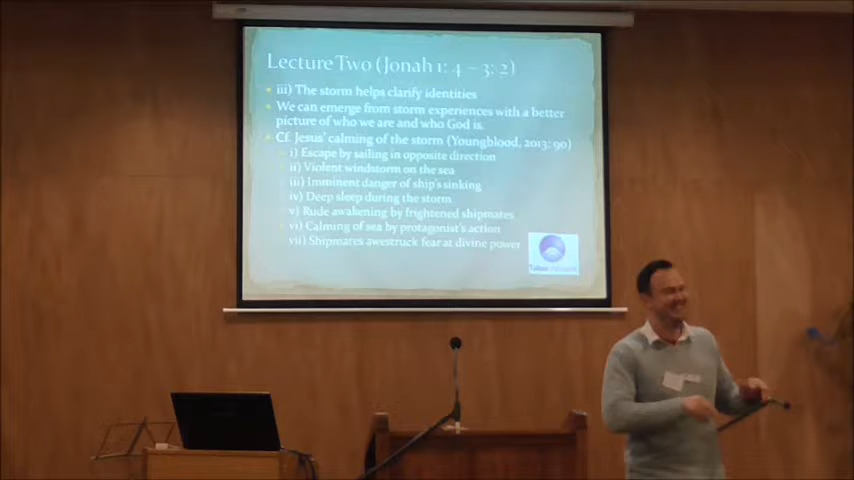 Lecture Two (Jonah 1: 4 – 3: 2)
iii) The storm helps clarify identities
We can emerge from storm experiences with a better
picture of who we are and who God is.
Cf. Jesus' calming of the storm (Youngblood, 2013: 90)
i) Escape by sailing in opposite direction
ii) Violent windstorm on the sea
iii) Imminent danger of ship's sinking
iv) Deep sleep during the storm
v) Rude awakening by frightened shipmates
vi) Calming of sea by protagonist's action
vii) Shipmates awestruck fear at divine power